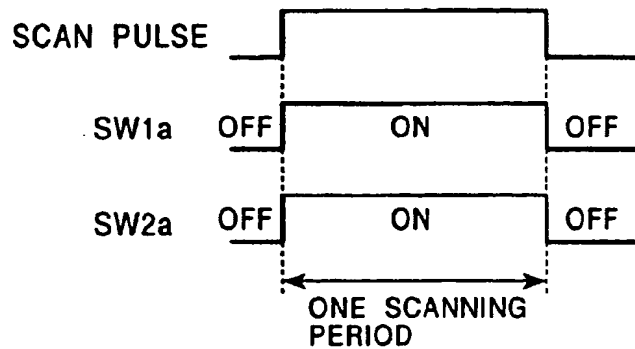 SCAN PULSE
SW1a OFF ON OFF
SW2a OFF ON OFF
ONE SCANNING
PERIOD